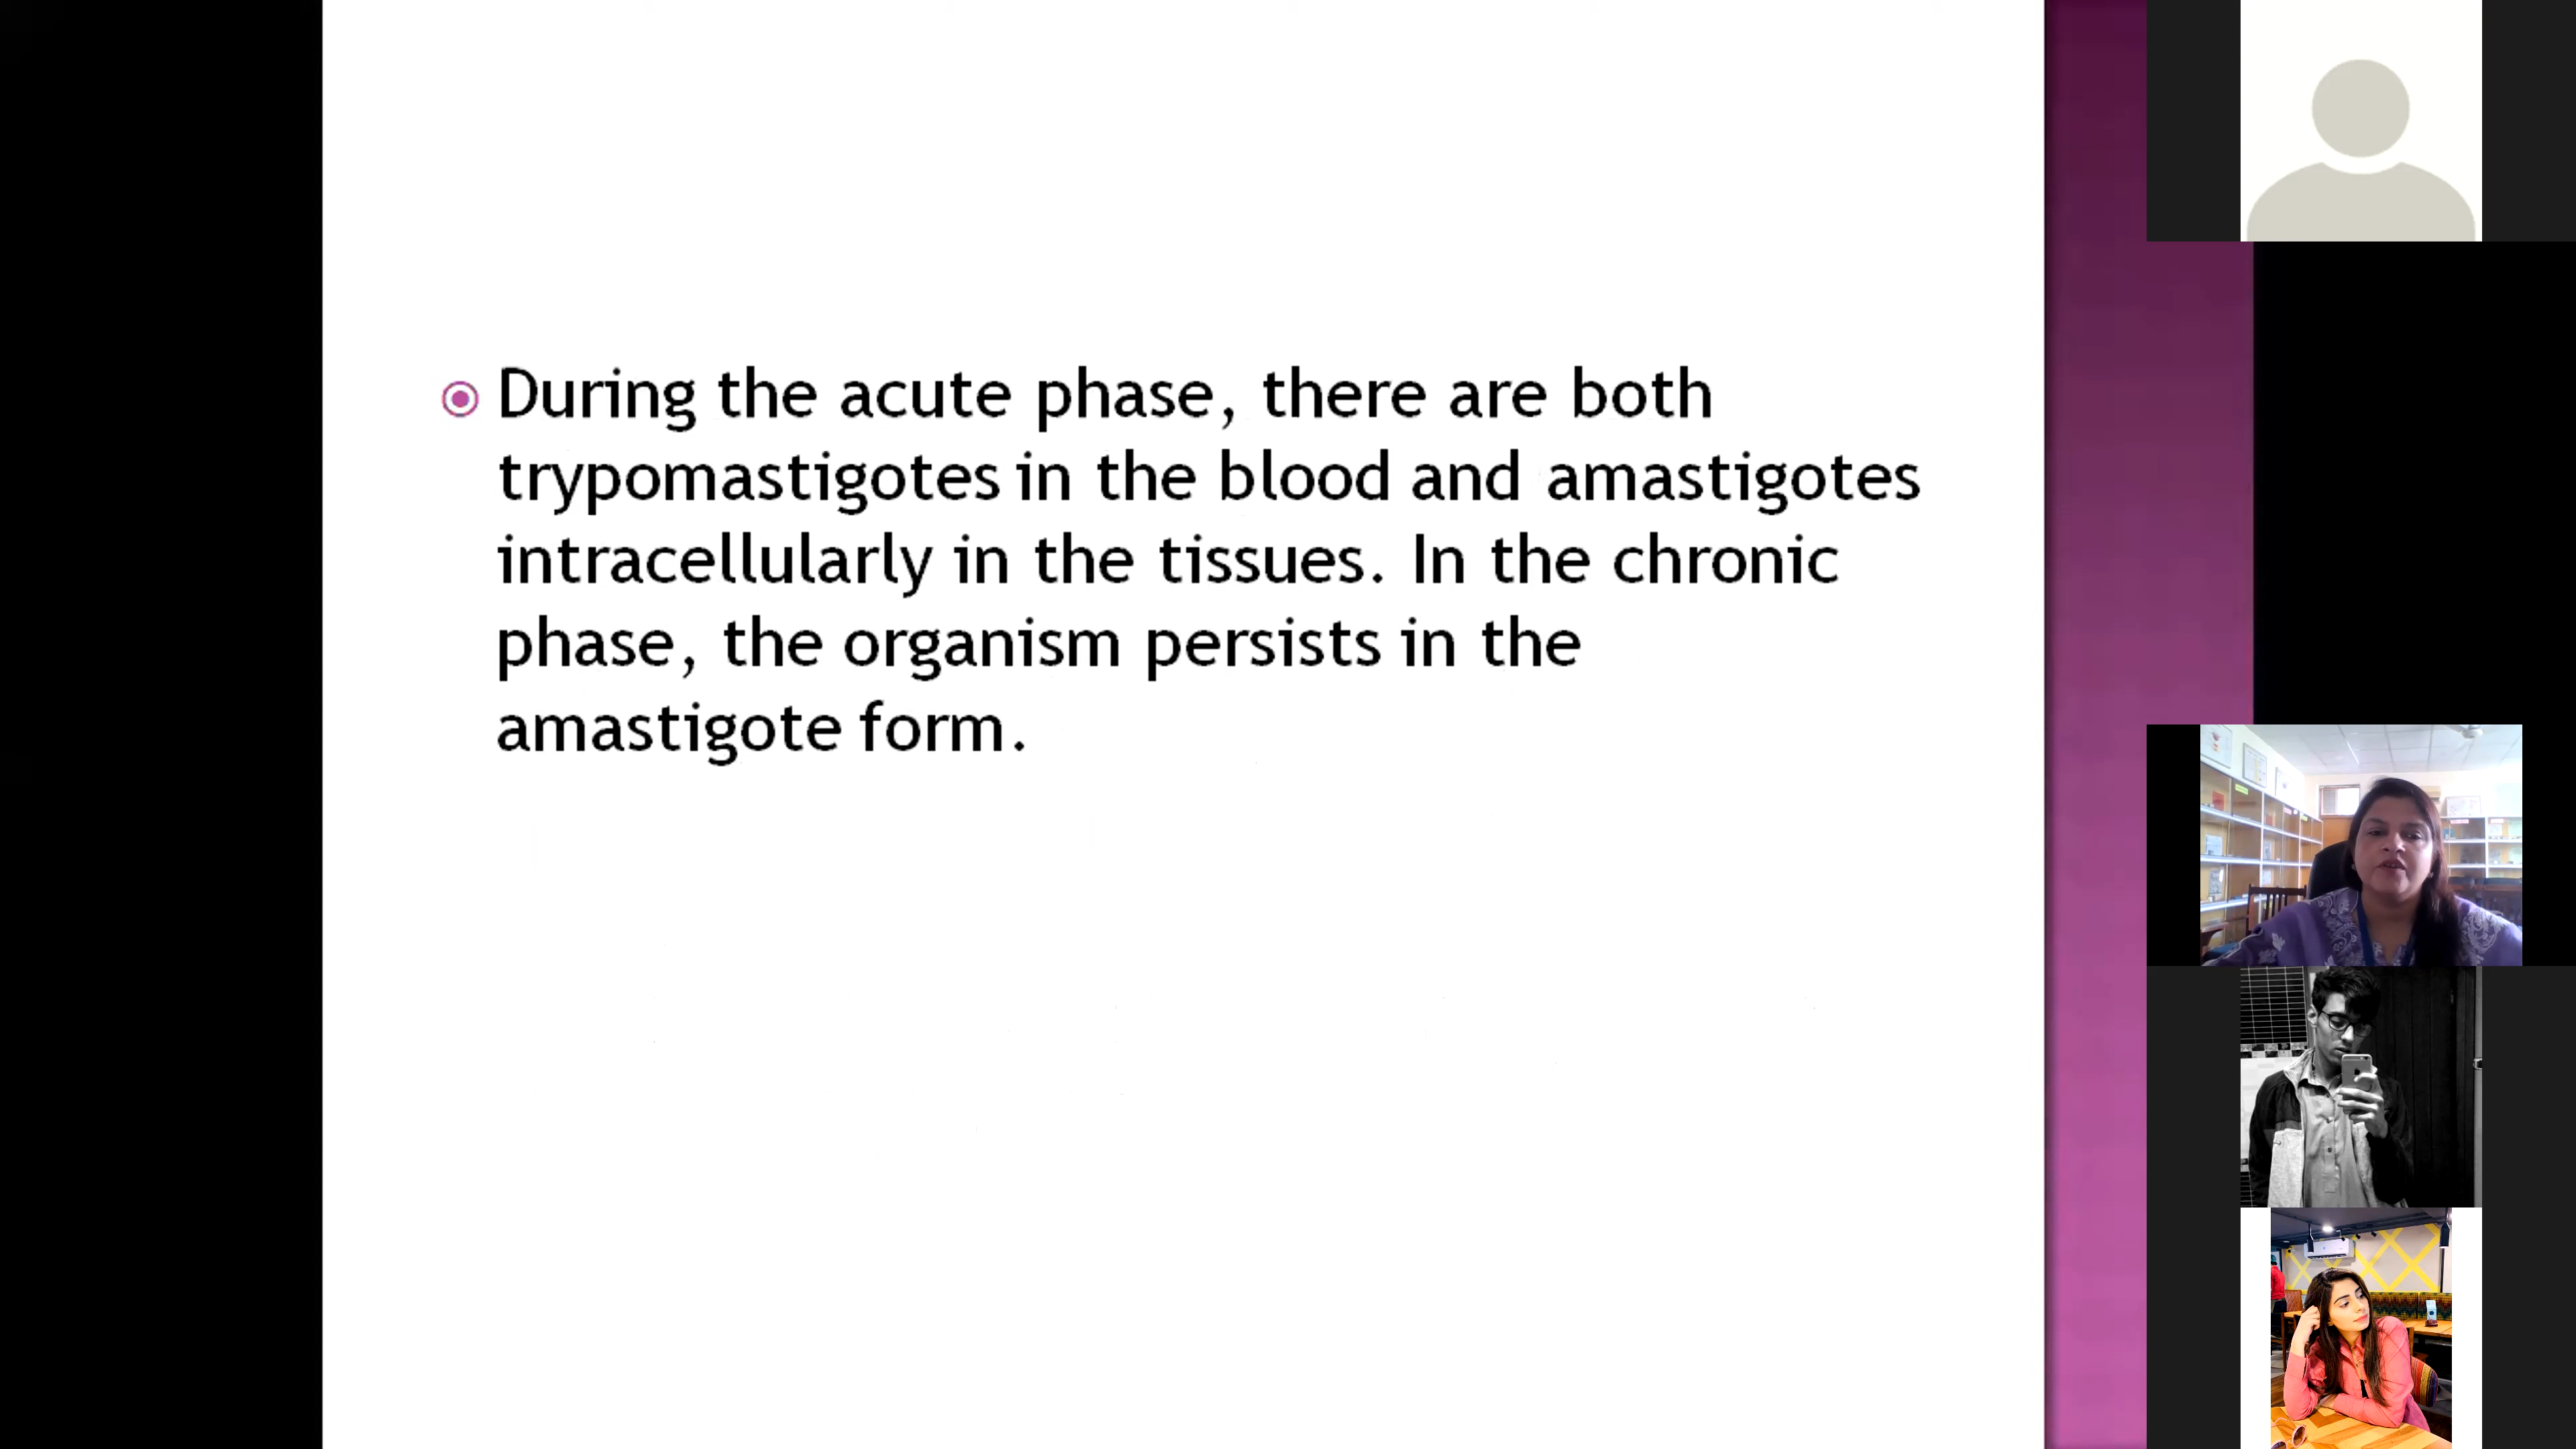 During the acute phase, there are both
trypomastigotes in the blood and amastigotes
intracellularly in the tissues. In the chronic
phase, the organism persists in the
amastigote form.